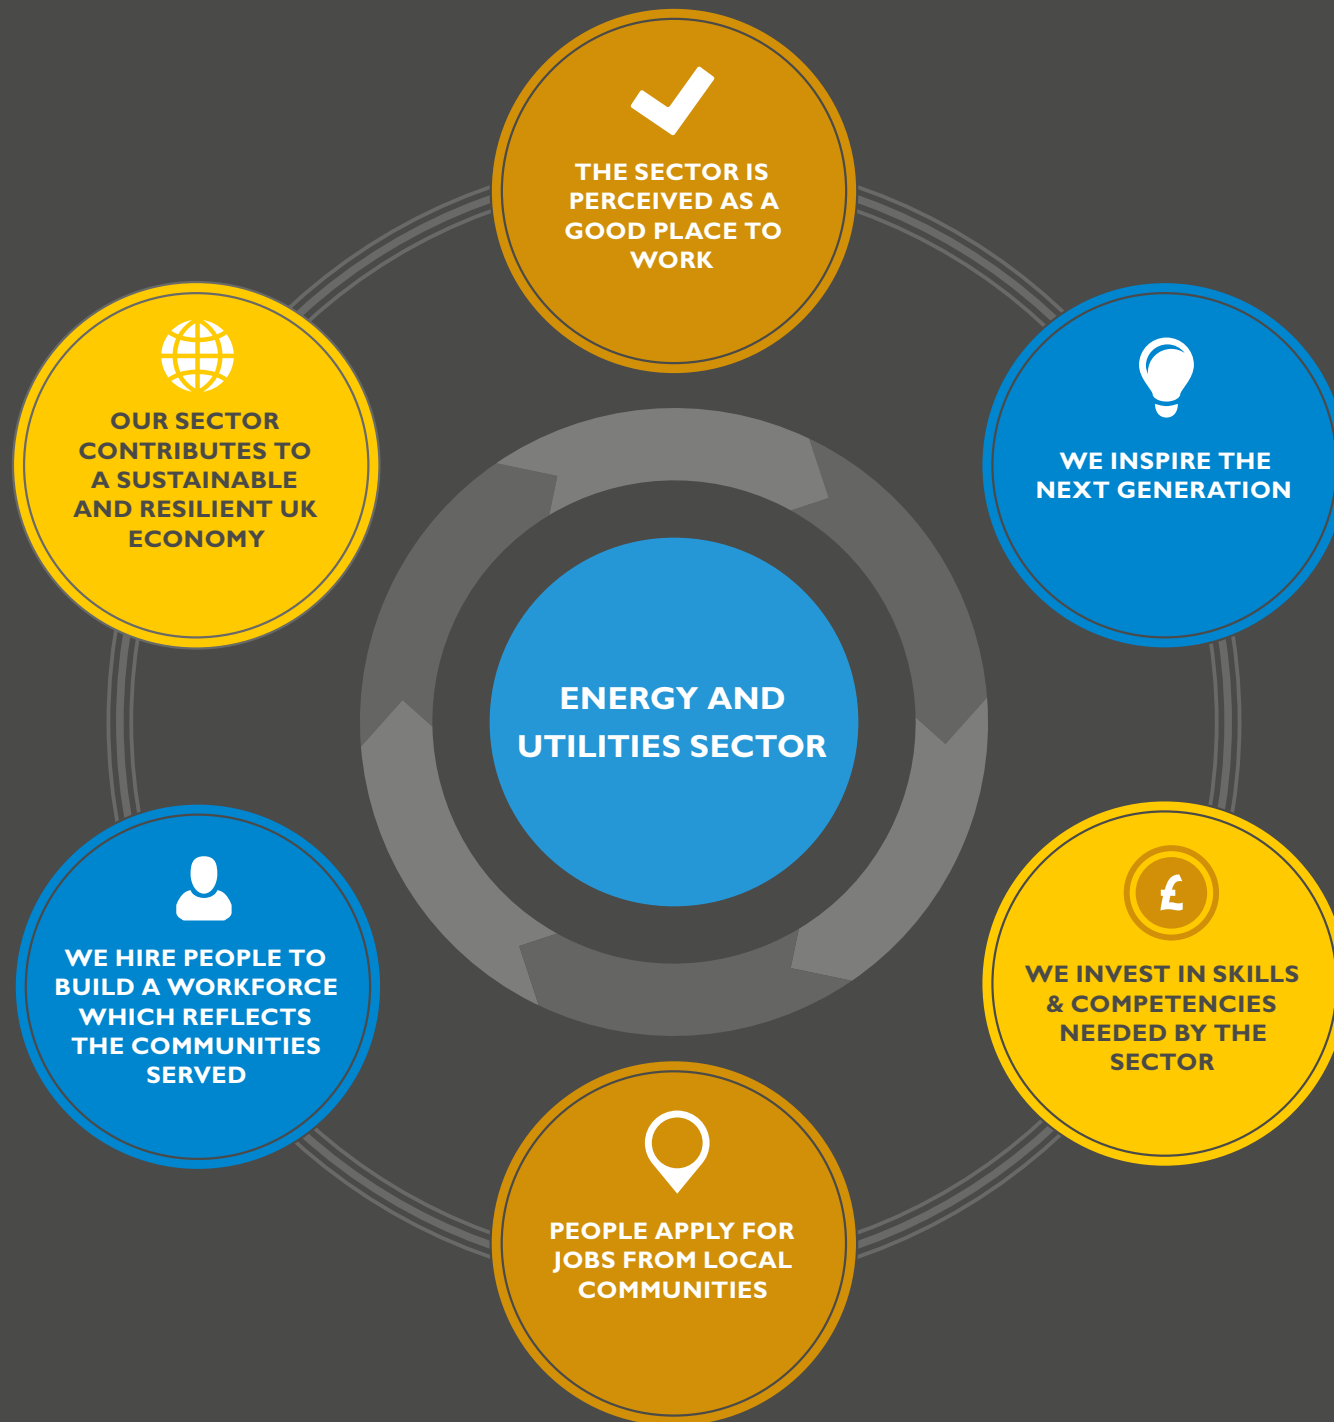 THE SECTOR IS
PERCEIVED AS A
GOOD PLACE TO
WORK
WE INSPIRE THE
NEXT GENERATION
£
WE INVEST IN SKILLS
& COMPETENCIES
NEEDED BY THE
SECTOR
PEOPLE APPLY FOR
JOBS FROM LOCAL
COMMUNITIES
WE HIRE PEOPLE TO
BUILD A WORKFORCE
WHICH REFLECTS
THE COMMUNITIES
SERVED
OUR SECTOR
CONTRIBUTES TO
A SUSTAINABLE
AND RESILIENT UK
ECONOMY
ENERGY AND
UTILITIES SECTOR